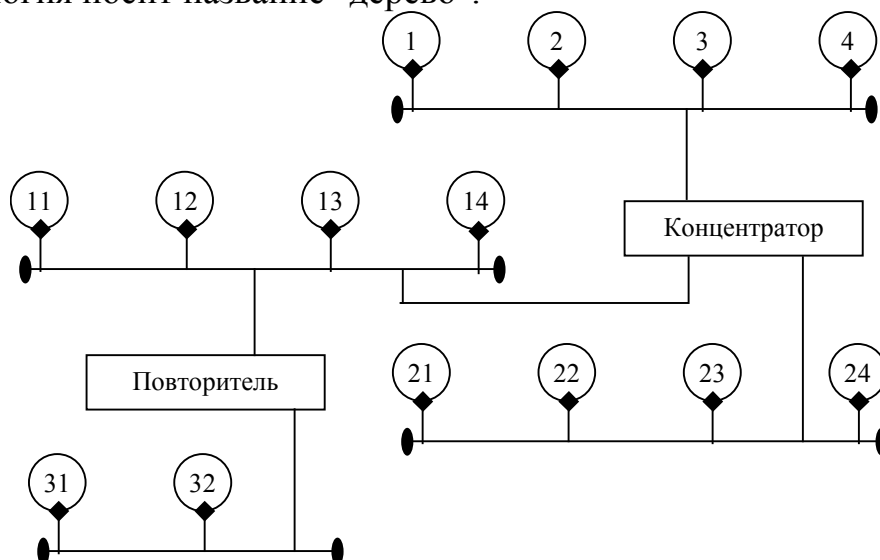 носит название "дерево".
1 2 3 4
11 12 13 14
Концентратор
21 22 23 24
Повторитель
31 32